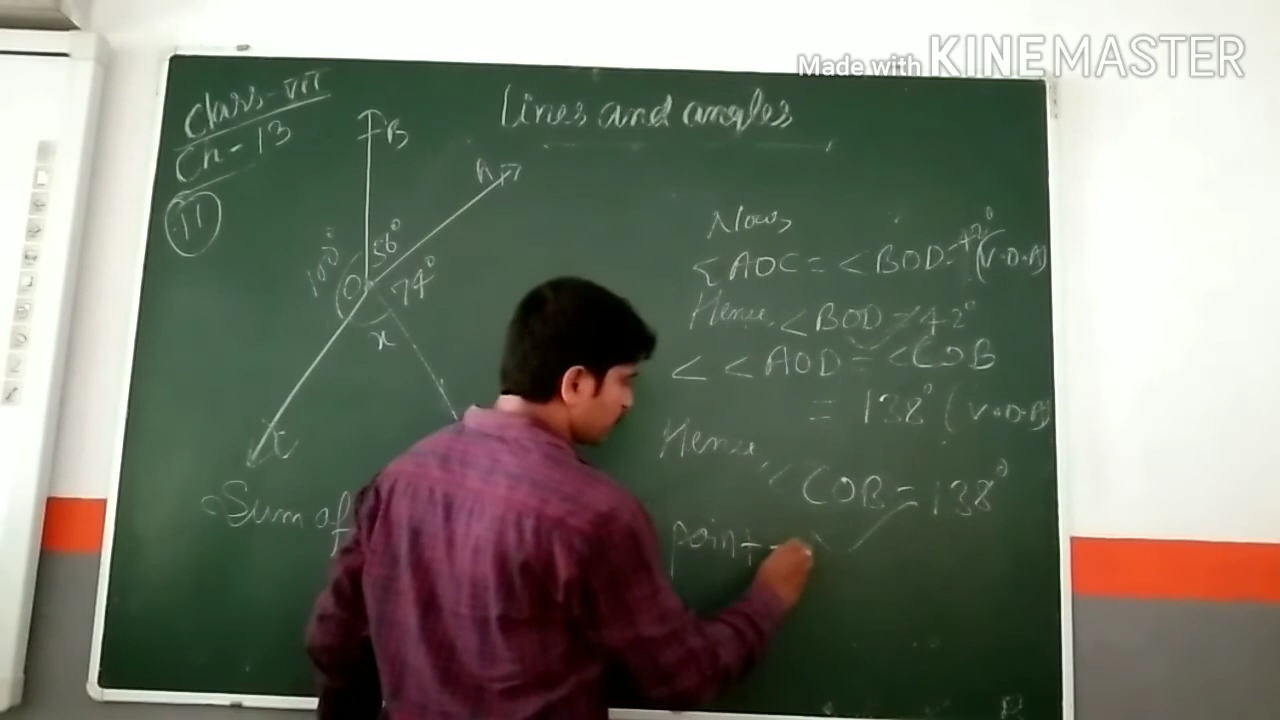 Made with KINEMASTER
Class-VII
Ch-13
11
Lines and angles
B
A
100°
56°
O
74°
x
C
Now,
∠AOC = ∠BOD = 42° (V.O.A)
Hence, ∠BOD = 42°
∠AOD = ∠COB
= 138° (V.O.A)
Hence,
∠COB = 138°
Sum of
point =